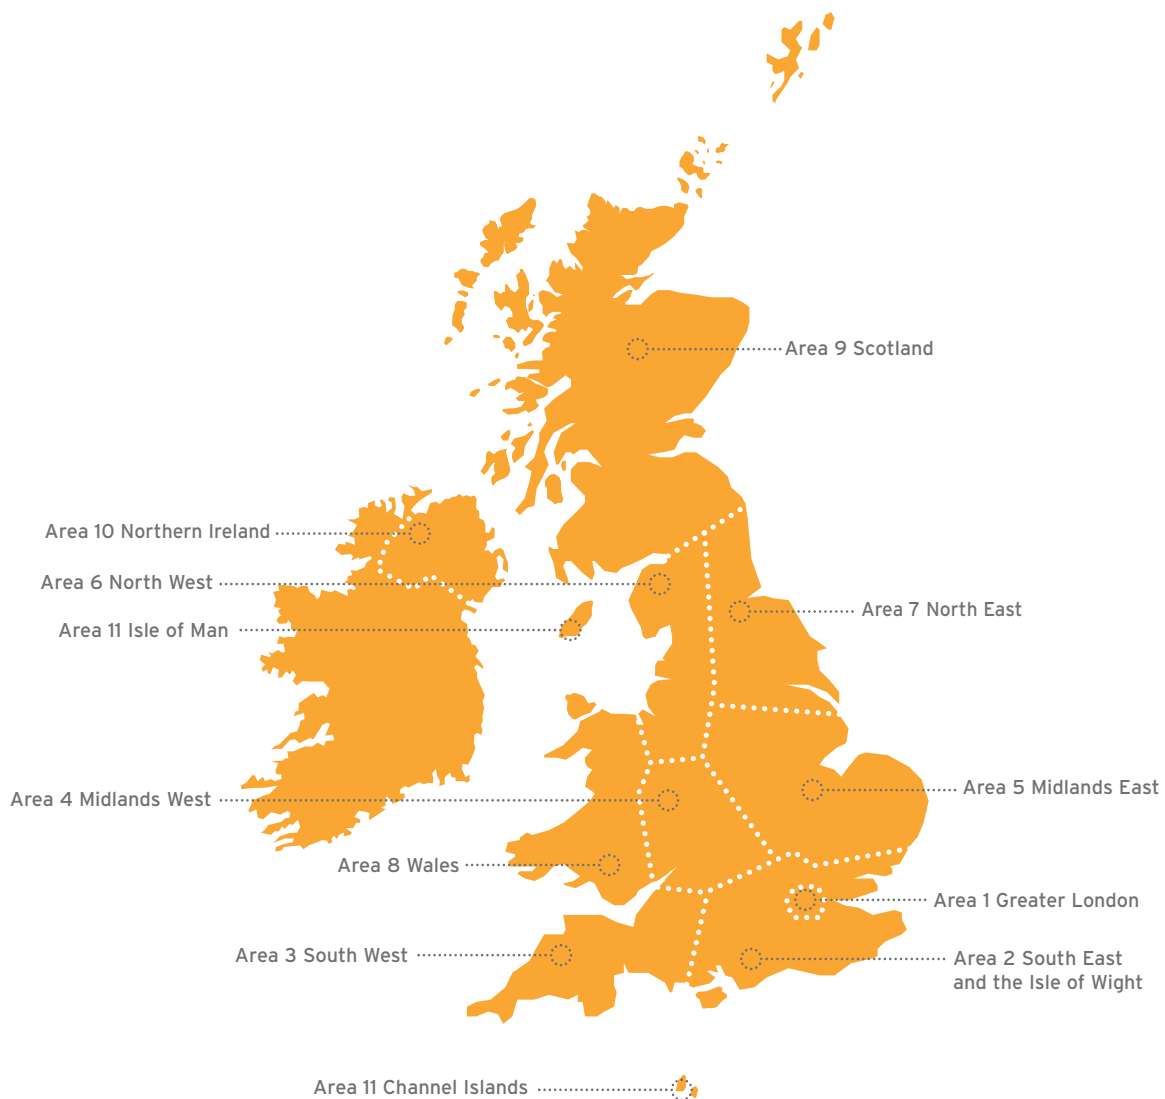 Area 9 Scotland
Area 10 Northern Ireland
Area 6 North West
Area 7 North East
Area 11 Isle of Man
Area 5 Midlands East
Area 4 Midlands West
Area 8 Wales
Area 1 Greater London
Area 3 South West
Area 2 South East
and the Isle of Wight
Area 11 Channel Islands